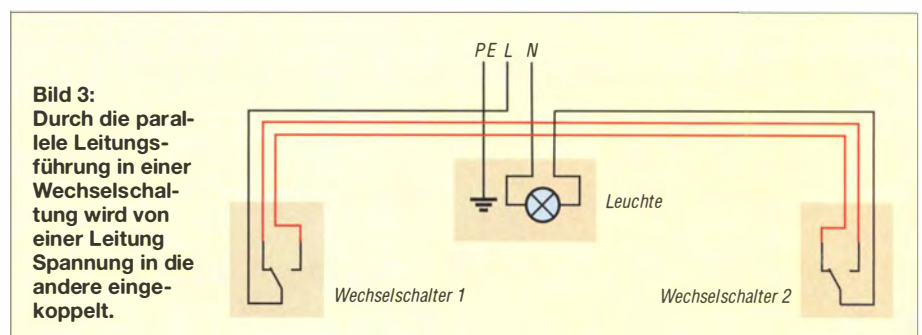 PE L N
Bild 3:
Durch die paral-
lele Leitungs-
führung in einer
Wechselschal-
tung wird von
einer Leitung
Spannung in die
andere einge-
koppelt.
Leuchte
Wechselschalter 1
Wechselschalter 2